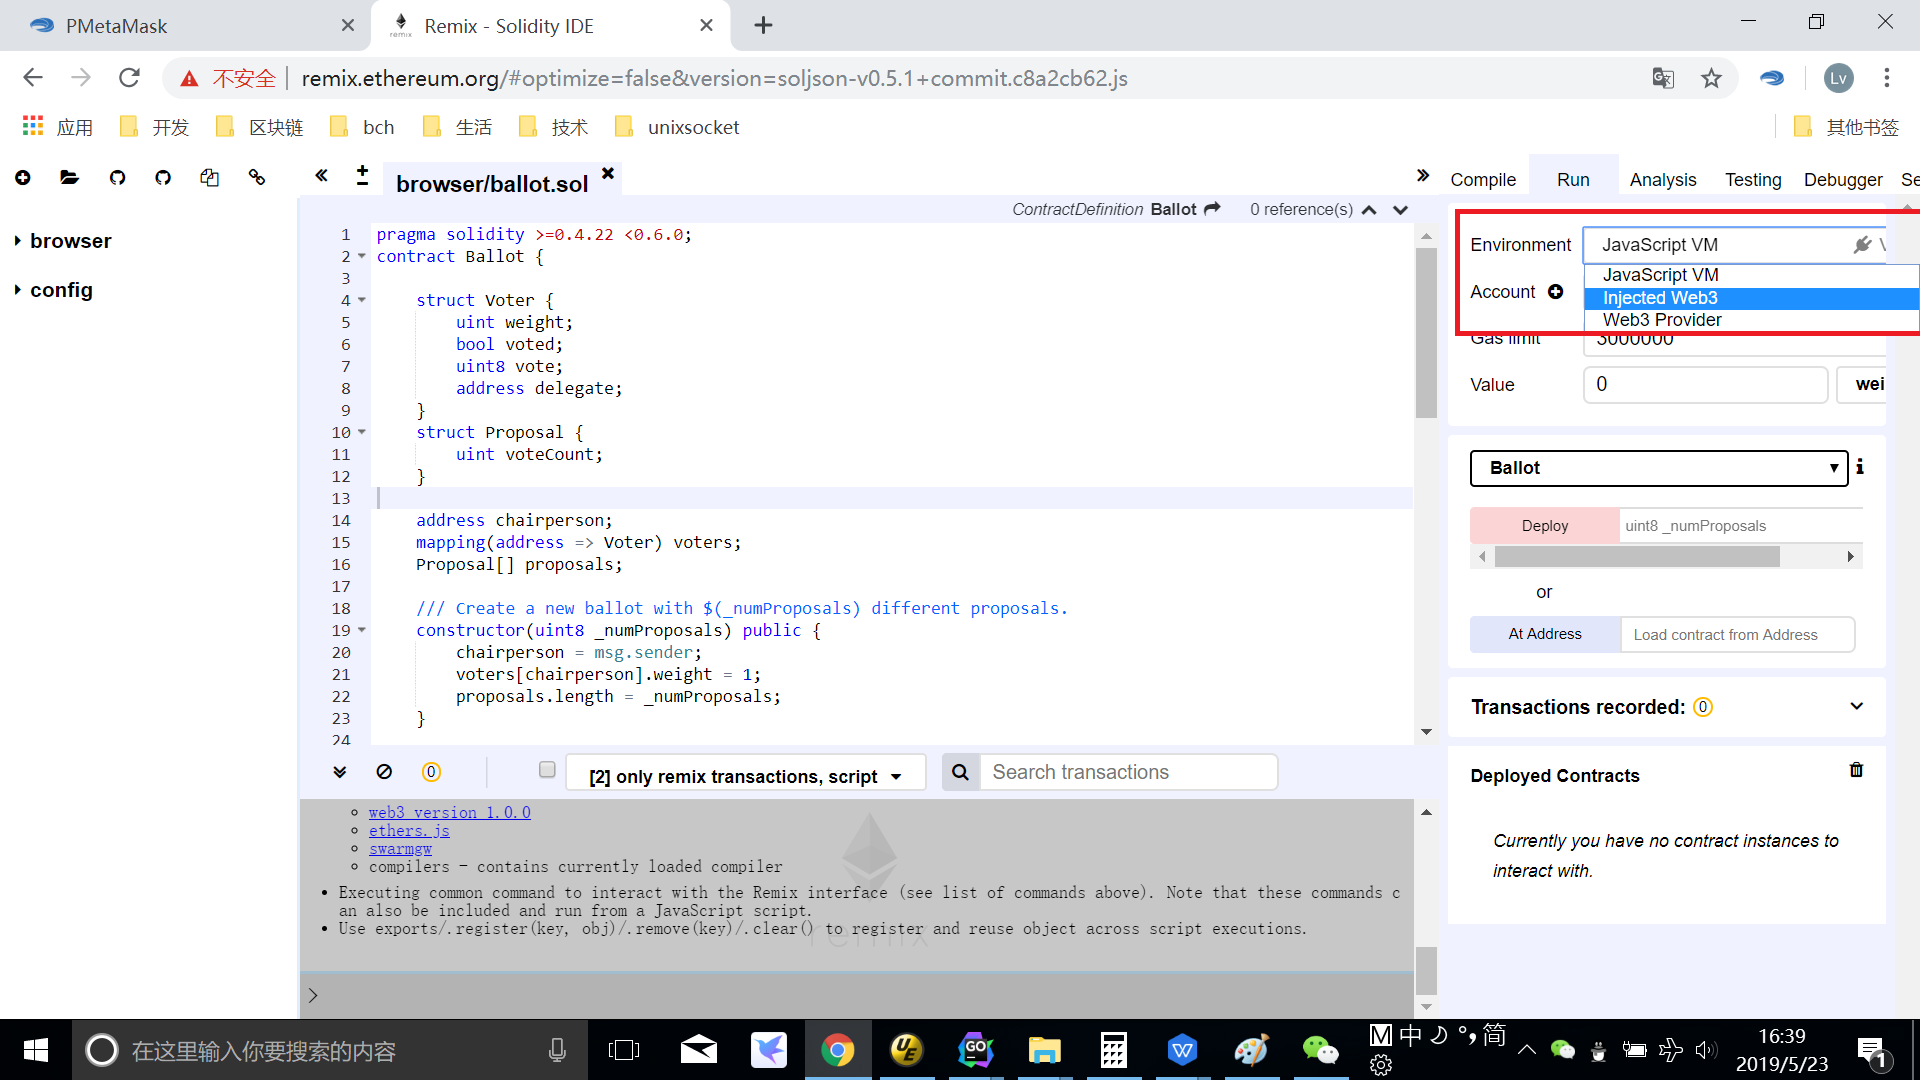 PMetaMask
remix
Remix - Solidity IDE
不安全
remix.ethereum.org/#optimize=false&version=soljson-v0.5.1+commit.c8a2cb62.js
Lv
应用
开发
区块链
bch
生活
技术
unixsocket
其他书签
browser
config
browser/ballot.sol
ContractDefinition Ballot
0 reference(s)
1 pragma solidity >=0.4.22 <0.6.0;
2 contract Ballot {
3
4 struct Voter {
5 uint weight;
6 bool voted;
7 uint8 vote;
8 address delegate;
9 }
10 struct Proposal {
11 uint voteCount;
12 }
13
14 address chairperson;
15 mapping(address => Voter) voters;
16 Proposal[] proposals;
17
18 /// Create a new ballot with $(_numProposals) different proposals.
19 constructor(uint8 _numProposals) public {
20 chairperson = msg.sender;
21 voters[chairperson].weight = 1;
22 proposals.length = _numProposals;
23 }
24
0
[2] only remix transactions, script
Search transactions
web3 version 1.0.0
ethers.js
swarmgw
compilers - contains currently loaded compiler
Executing common command to interact with the Remix interface (see list of commands above). Note that these commands c
an also be included and run from a JavaScript script.
Use exports/.register(key, obj)/.remove(key)/.clear() to register and reuse object across script executions.
remix
>
Compile
Run
Analysis
Testing
Debugger
Se
Environment
JavaScript VM
V
JavaScript VM
Injected Web3
Web3 Provider
Account
Gas limit
3000000
Value
0
wei
Ballot
Deploy
uint8 _numProposals
or
At Address
Load contract from Address
Transactions recorded: 0
Deployed Contracts
Currently you have no contract instances to
interact with.
在这里输入你要搜索的内容
UE
GO
W
M 中 简
16:39
2019/5/23
1